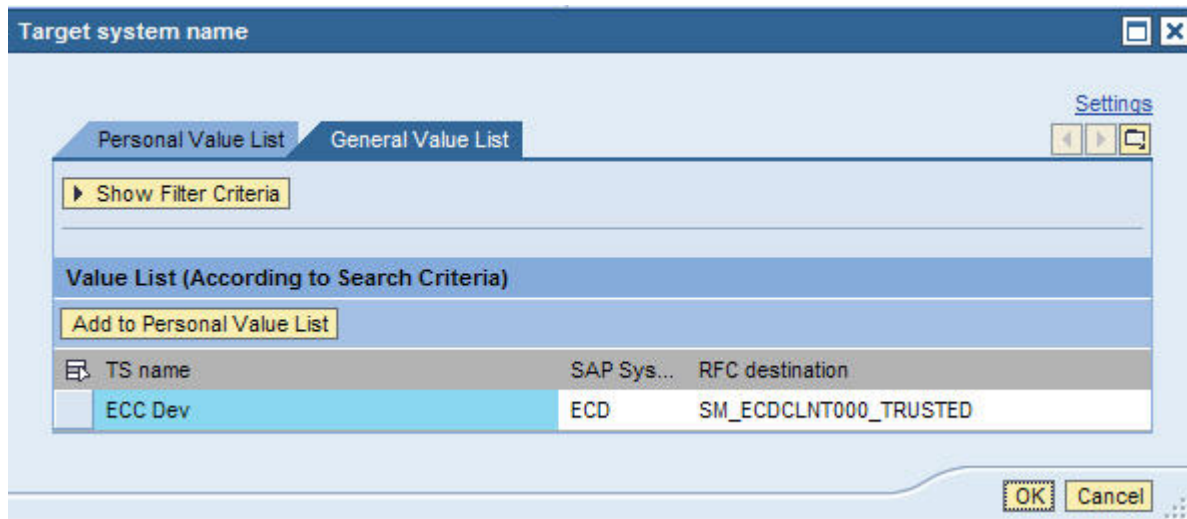 Target system name
Settings
Personal Value List General Value List
Show Filter Criteria
Value List (According to Search Criteria)
Add to Personal Value List
TS name SAP Sys... RFC destination
ECC Dev ECD SM_ECDCLNT000_TRUSTED
OK Cancel